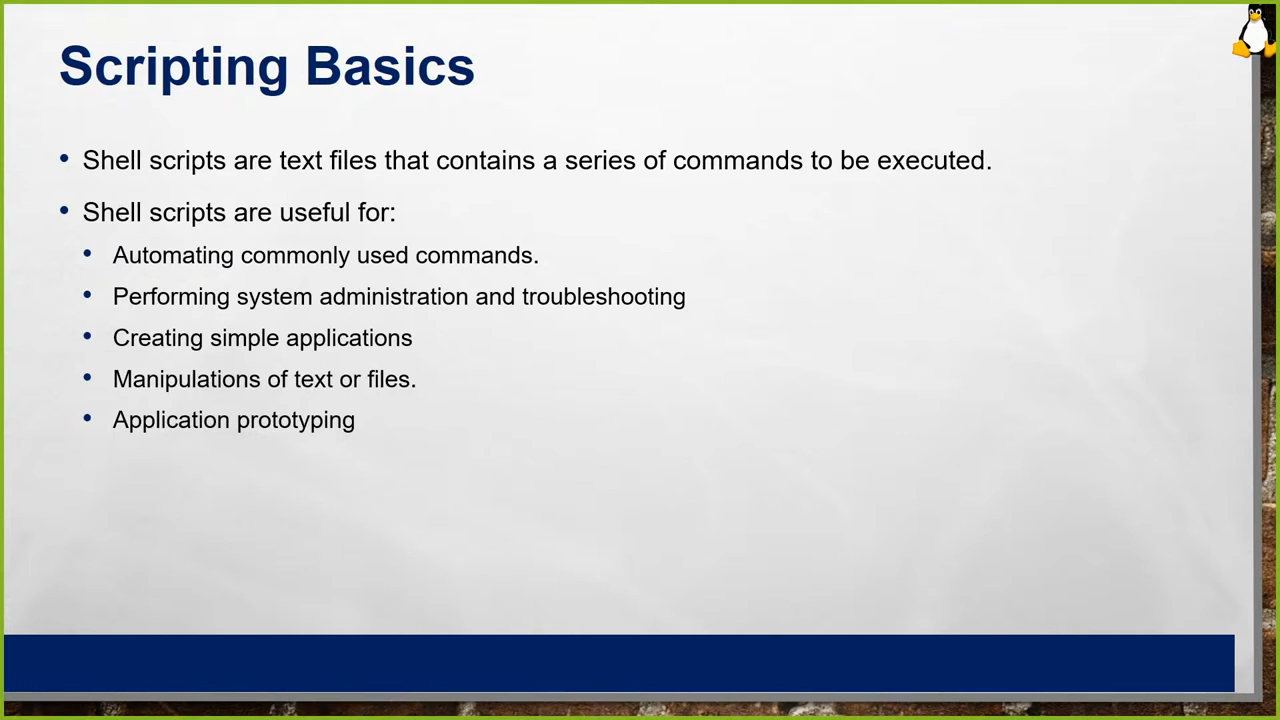 Scripting Basics
• Shell scripts are text files that contains a series of commands to be executed.
• Shell scripts are useful for:
• Automating commonly used commands.
• Performing system administration and troubleshooting
• Creating simple applications
• Manipulations of text or files.
• Application prototyping